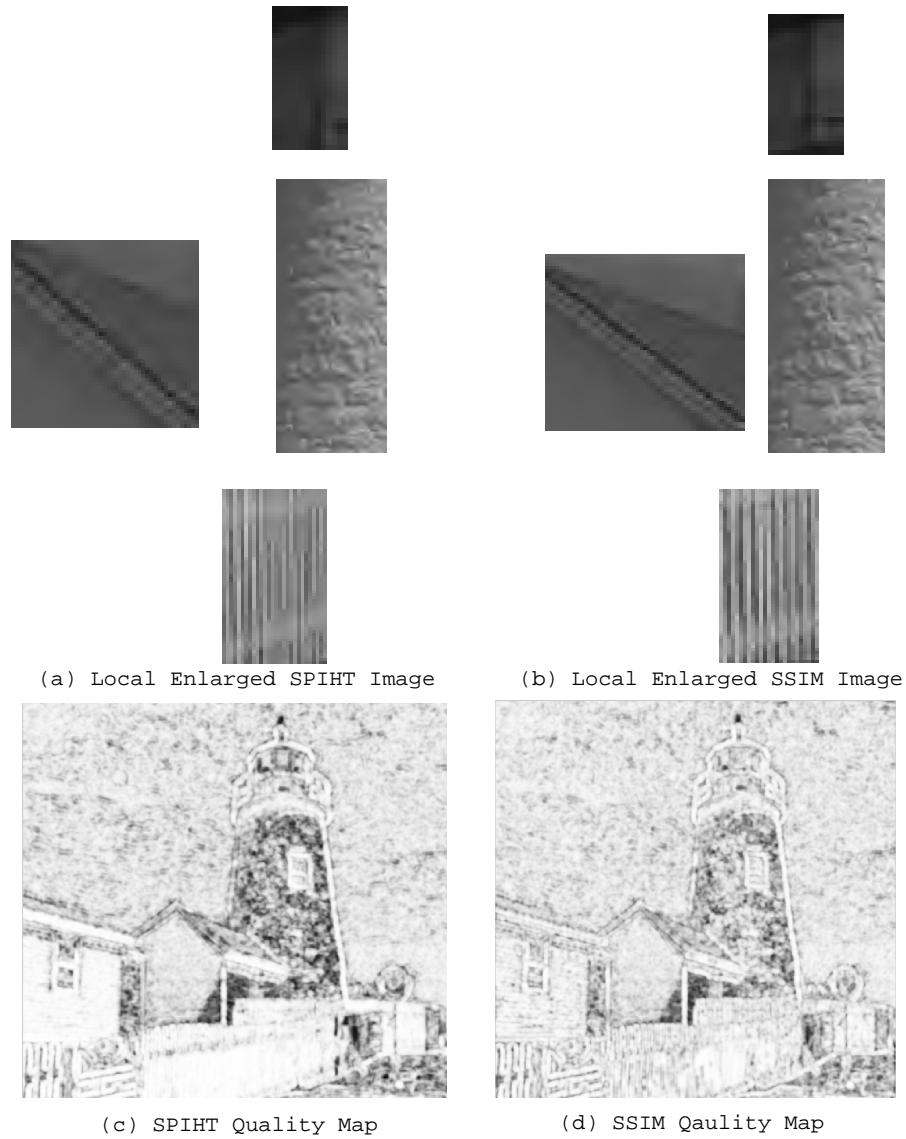 (a) Local Enlarged SPIHT Image
(b) Local Enlarged SSIM Image
(c) SPIHT Quality Map
(d) SSIM Qaulity Map